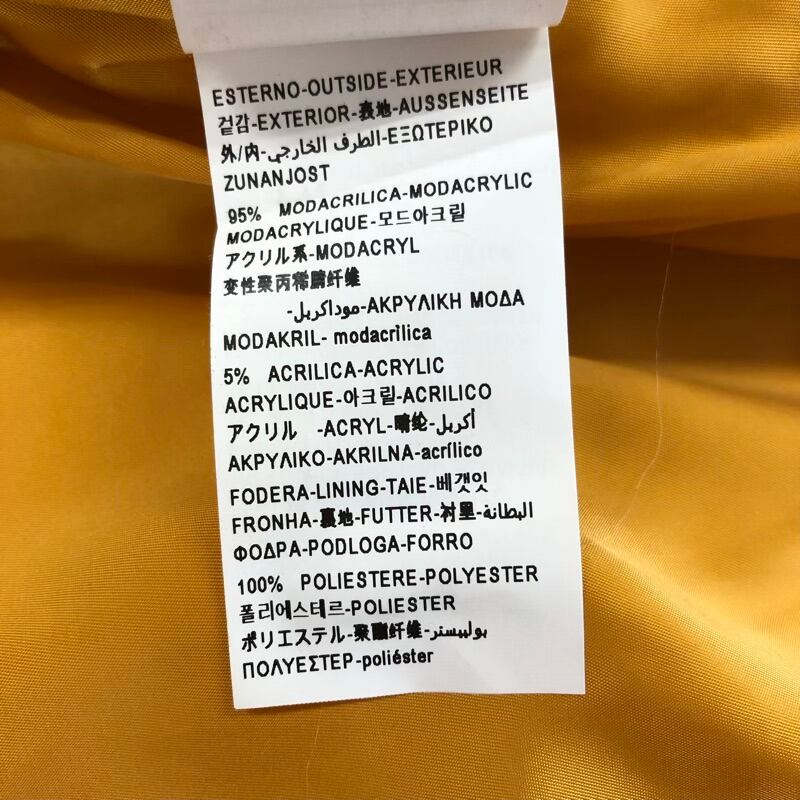 ESTERNO-OUTSIDE-EXTERIEUR
겉감-EXTERIOR-表地-AUSSENSEITE
外/内-الطرف الخارجي-ΕΞΩΤΕΡΙΚΟ
ZUNANJOST
95% MODACRILICA-MODACRYLIC
MODACRYLIQUE-모드아크릴
アクリル系-MODACRYL
变性聚丙烯腈纤维
-موداكريل-ΑΚΡΥΛΙΚΗ ΜΟΔΑ
MODAKRIL- modacrílica
5% ACRILICA-ACRYLIC
ACRYLIQUE-아크릴-ACRILICO
アクリル -ACRYL-腈纶-أكريل
ΑΚΡΥΛΙΚΟ-AKRILNA-acrílico
FODERA-LINING-TAIE-베갯잇
FRONHA-裏地-FUTTER-衬里-البطانة
ΦΟΔΡΑ-PODLOGA-FORRO
100% POLIESTERE-POLYESTER
폴리에스테르-POLIESTER
ポリエステル-聚酯纤维-بولييستر
ΠΟΛΥΕΣΤΕΡ-poliéster